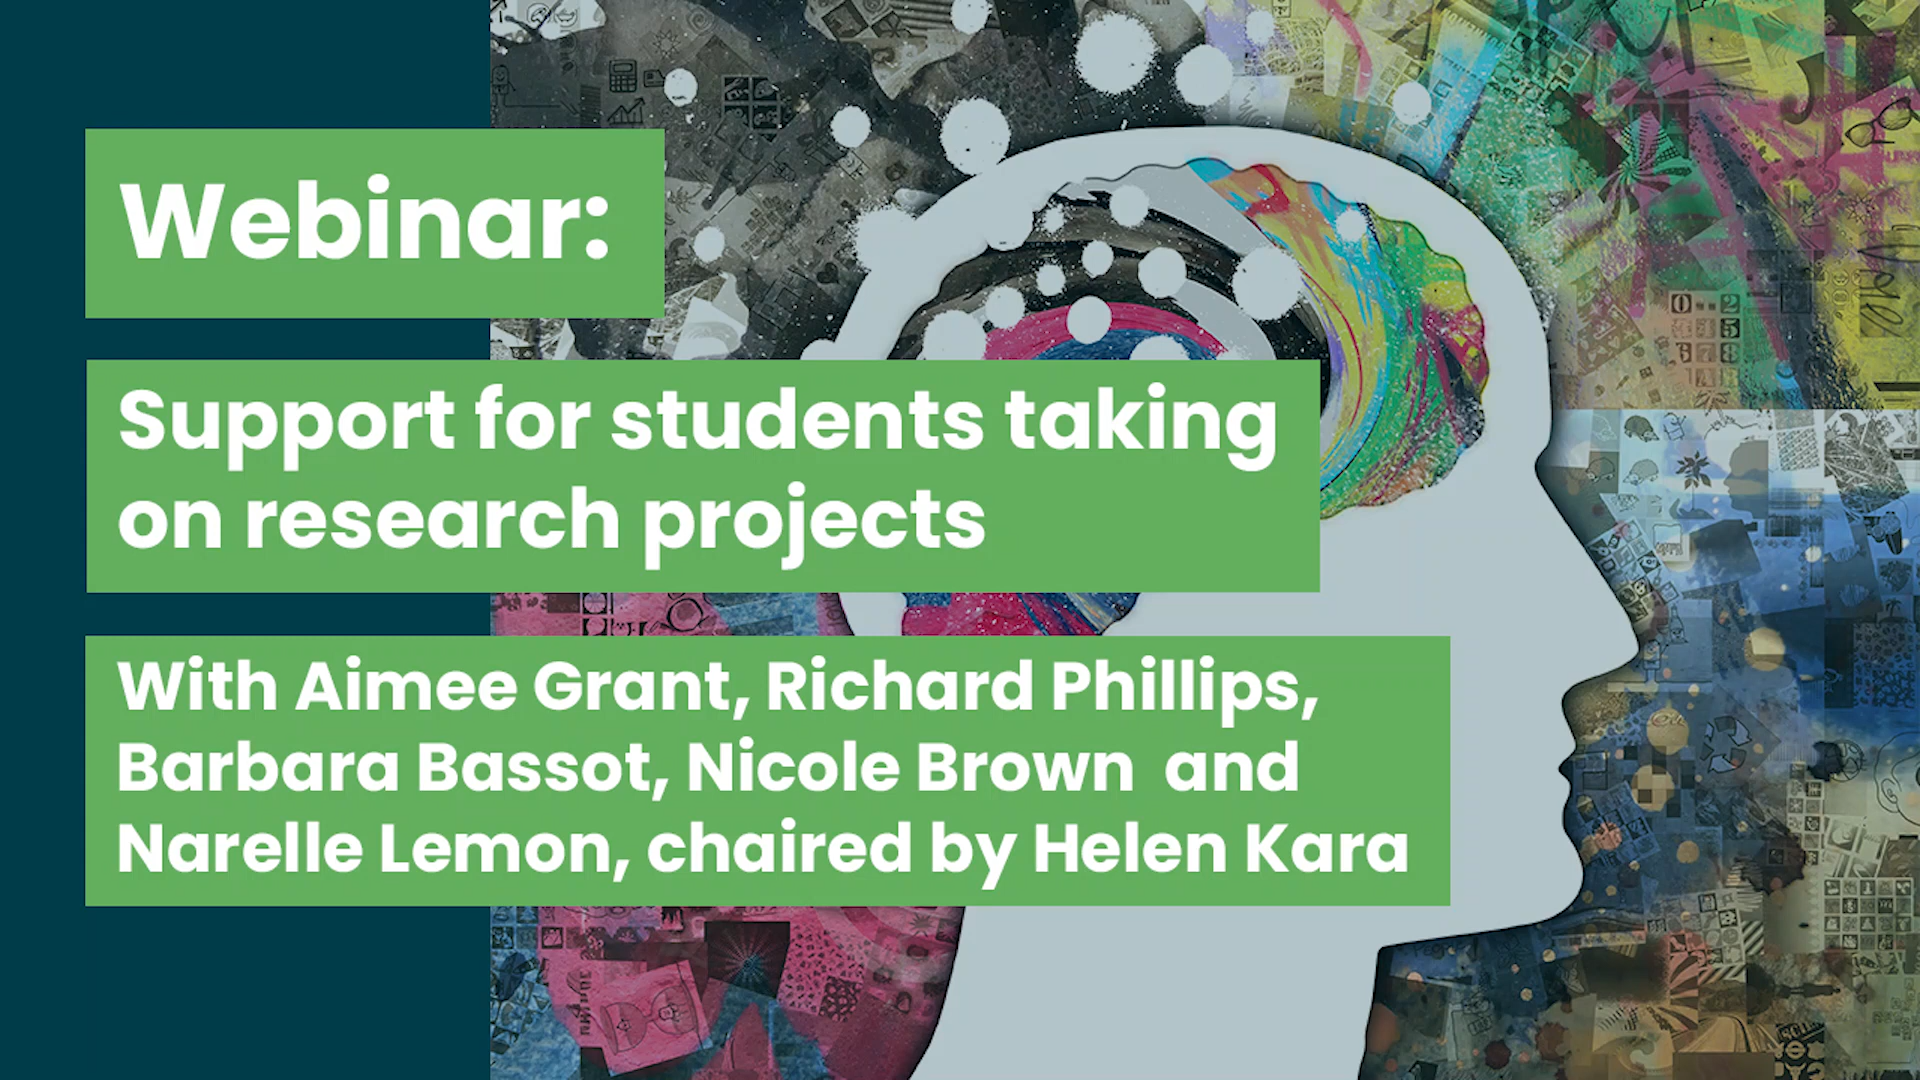 Webinar:
Support for students taking
on research projects
With Aimee Grant, Richard Phillips,
Barbara Bassot, Nicole Brown and
Narelle Lemon, chaired by Helen Kara